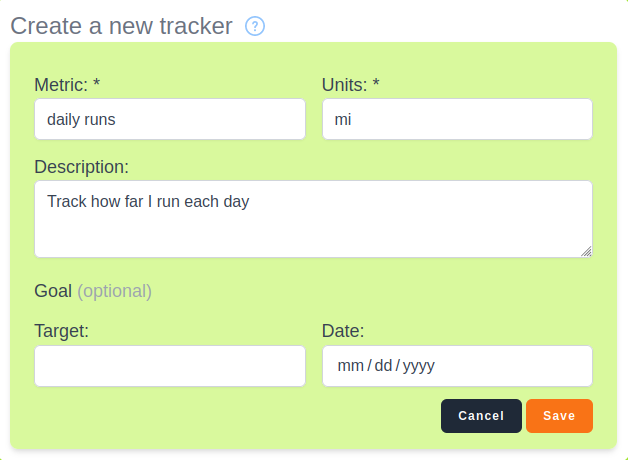 Create a new tracker ?
Metric: * Units: *
daily runs mi
Description:
Track how far I run each day
Goal (optional)
Target: Date:
mm/dd/yyyy
Cancel Save